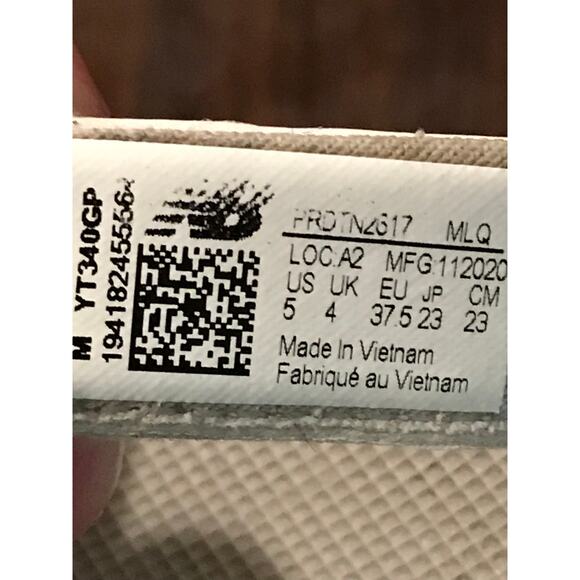 M YT340GP
194182455562
PRDTN2617 MLQ
LOC:A2 MFG:112020
US UK EU JP CM
5 4 37.5 23 23
Made In Vietnam
Fabriqué au Vietnam